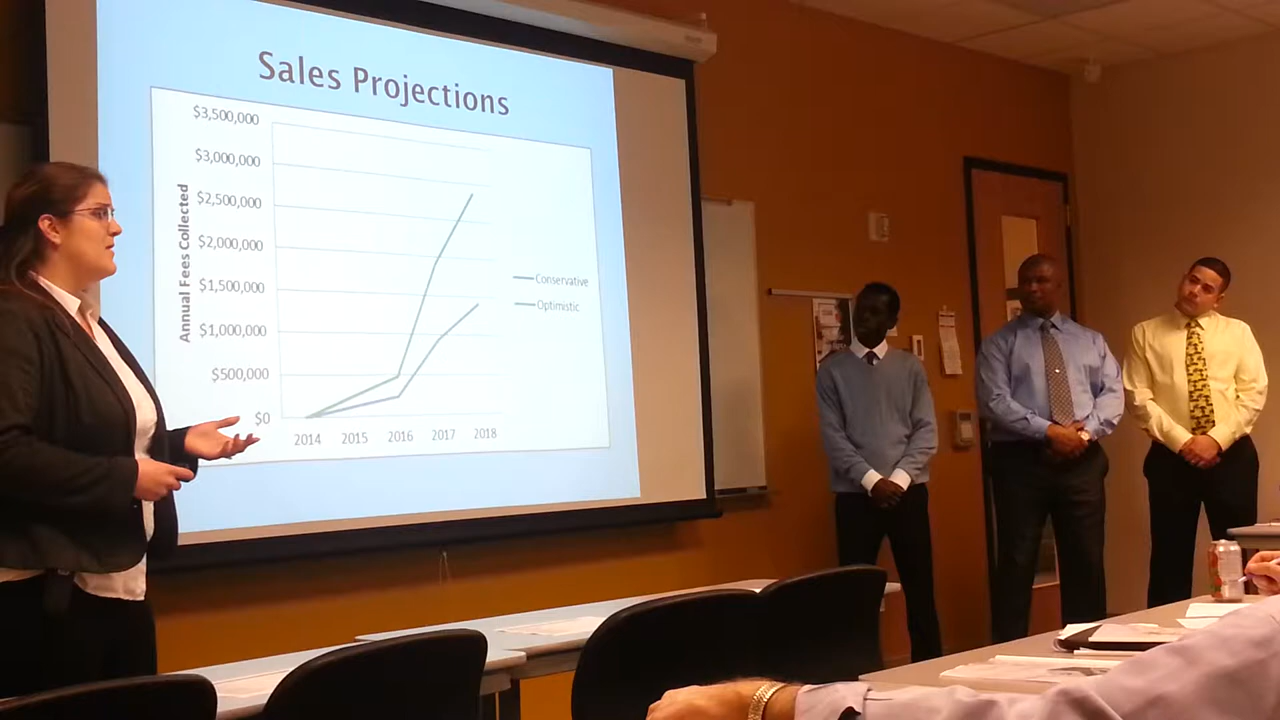 Sales Projections
Annual Fees Collected
$3,500,000
$3,000,000
$2,500,000
$2,000,000
$1,500,000
$1,000,000
$500,000
$0
2014 2015 2016 2017 2018
Conservative
Optimistic